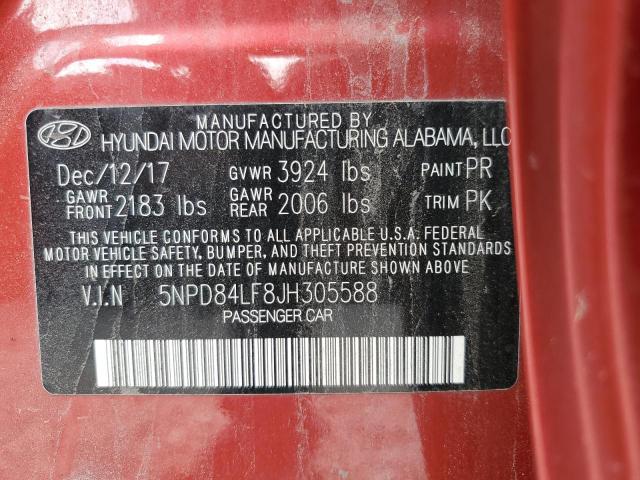 MANUFACTURED BY
HYUNDAI MOTOR MANUFACTURING ALABAMA, LLC
Dec/12/17 GVWR 3924 lbs PAINT PR
GAWR FRONT 2183 lbs GAWR REAR 2006 lbs TRIM PK
THIS VEHICLE CONFORMS TO ALL APPLICABLE U.S.A. FEDERAL
MOTOR VEHICLE SAFETY, BUMPER, AND THEFT PREVENTION STANDARDS
IN EFFECT ON THE DATE OF MANUFACTURE SHOWN ABOVE.
V.I.N 5NPD84LF8JH305588
PASSENGER CAR